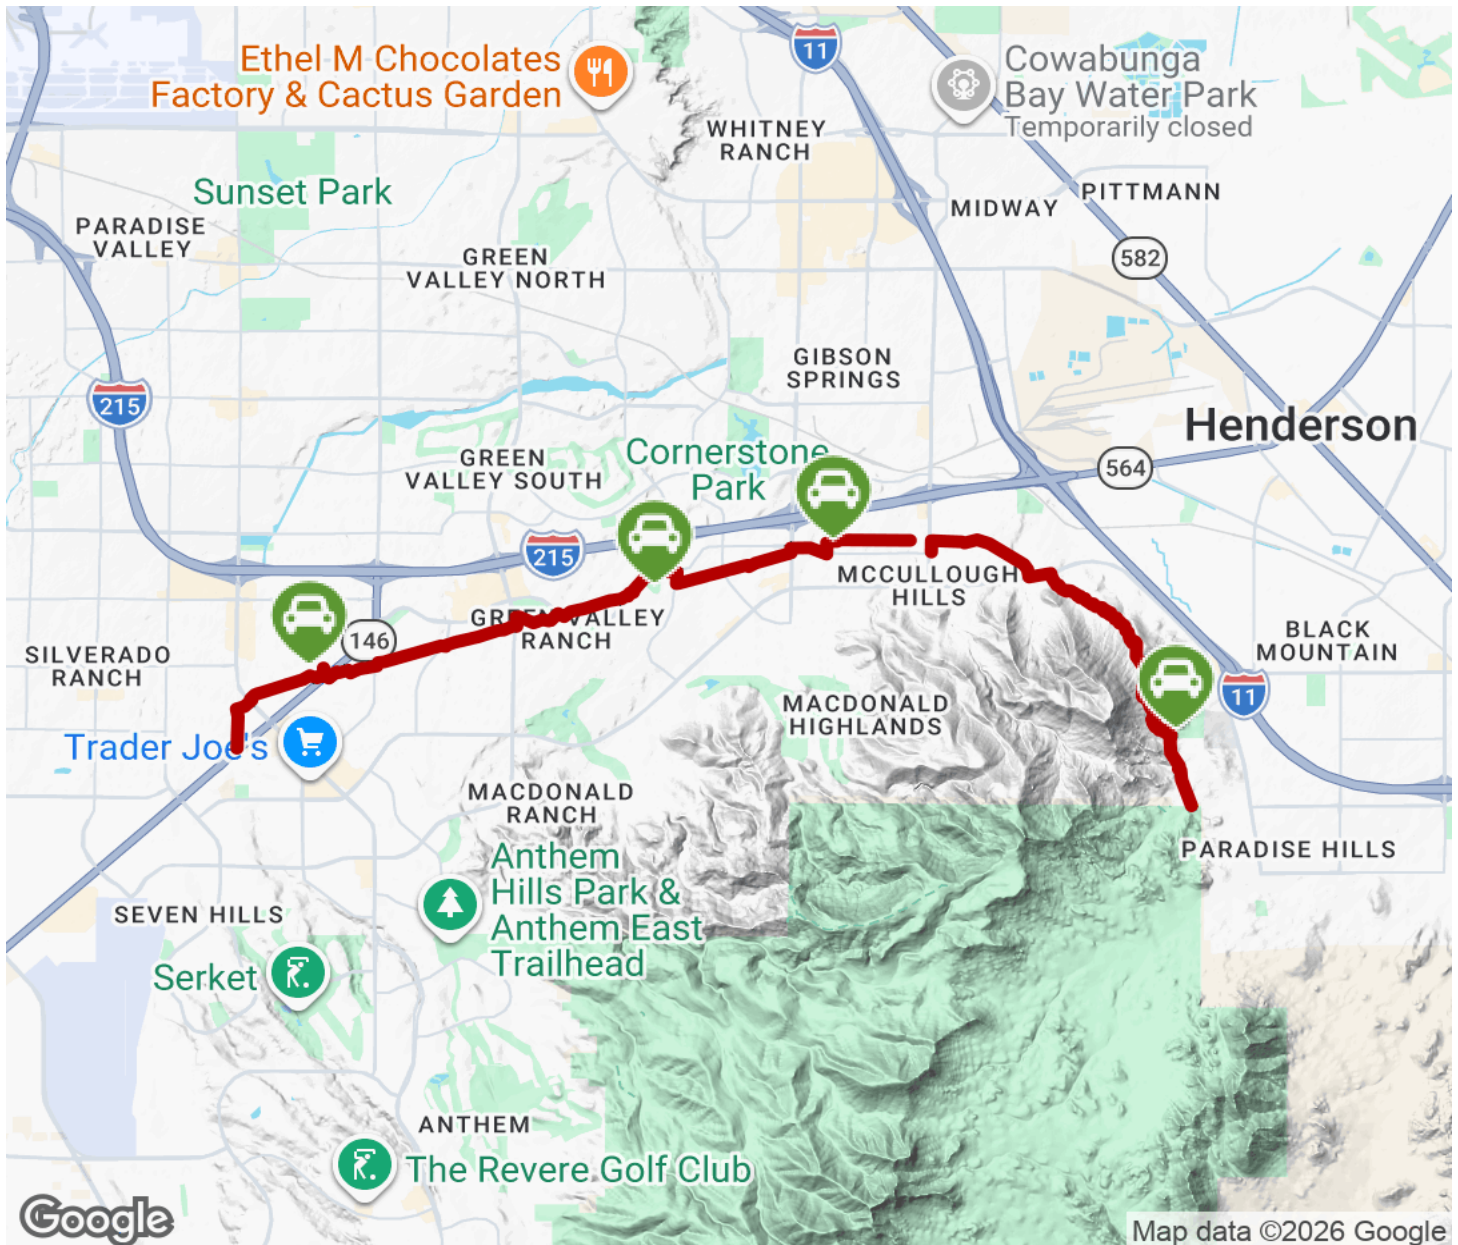 11
Ethel M Chocolates
Factory & Cactus Garden
Cowabunga
Bay Water Park
Temporarily closed
WHITNEY
RANCH
Sunset Park
PITTMANN
MIDWAY
PARADISE
VALLEY
GREEN
VALLEY NORTH
582
GIBSON
SPRINGS
215
Henderson
Cornerstone
Park
GREEN
VALLEY SOUTH
564
215
MCCULLOUGH
HILLS
GREEN VALLEY
RANCH
146
SILVERADO
RANCH
BLACK
MOUNTAIN
11
MACDONALD
HIGHLANDS
Trader Joe's
MACDONALD
RANCH
PARADISE HILLS
Anthem
Hills Park &
Anthem East
Trailhead
SEVEN HILLS
Serket
ANTHEM
The Revere Golf Club
Google
Map data ©2026 Google